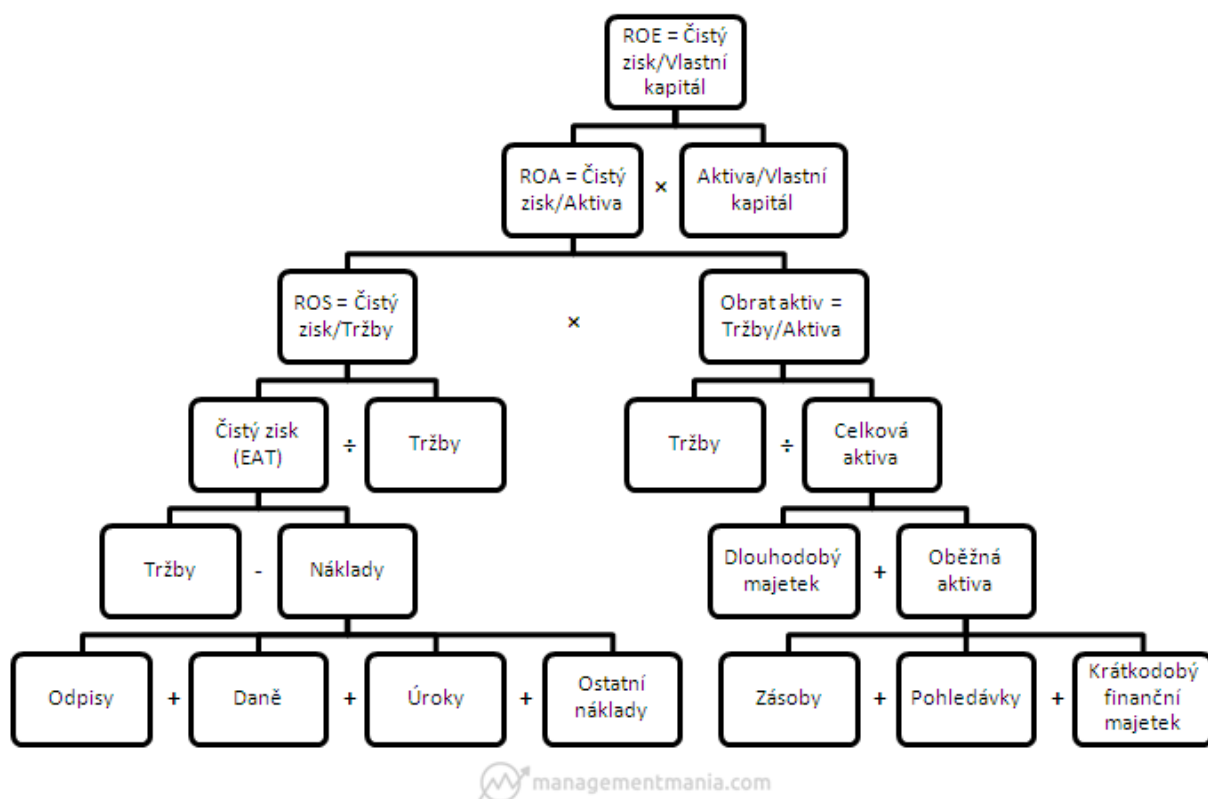 ROE = Čistý
zisk/Vlastní
kapitál
ROA = Čistý
zisk/Aktiva
×
Aktiva/Vlastní
kapitál
ROS = Čistý
zisk/Tržby
×
Obrat aktiv =
Tržby/Aktiva
Čistý zisk
(EAT)
÷
Tržby
Tržby
÷
Celková
aktiva
Tržby
-
Náklady
Dlouhodobý
majetek
+
Oběžná
aktiva
Odpisy
+
Daně
+
Úroky
+
Ostatní
náklady
Zásoby
+
Pohledávky
+
Krátkodobý
finanční
majetek
managementmania.com